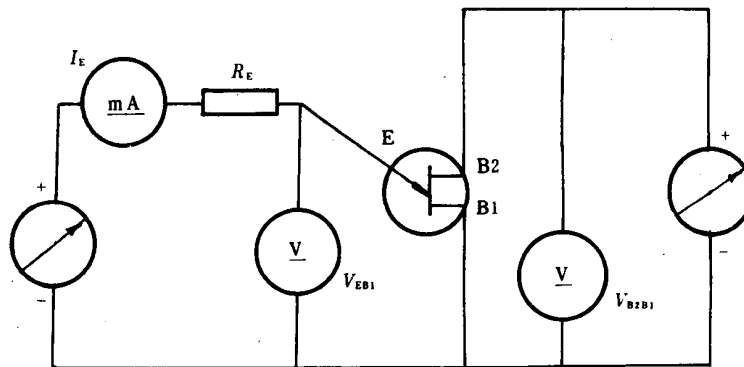 I_E
mA
R_E
E
B2
B1
+
−
V
V_EB1
V
V_B2B1
+
−